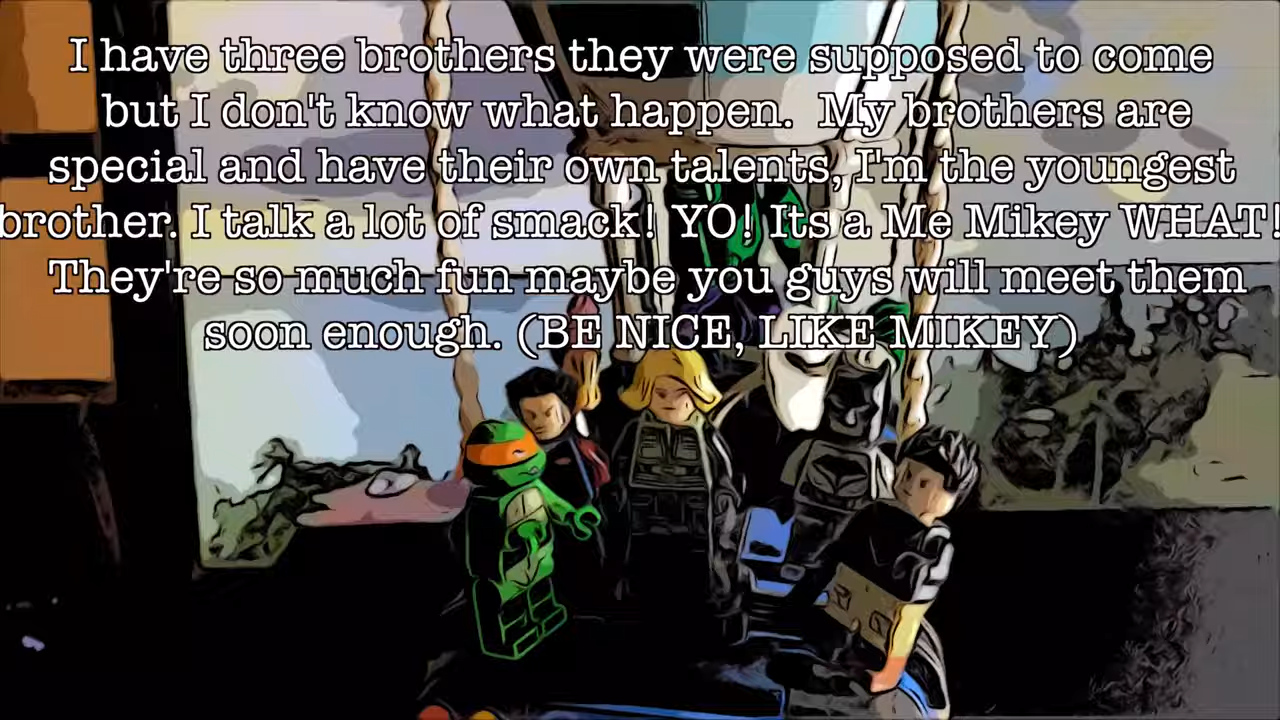 I have three brothers they were supposed to come
but I don't know what happen.  My brothers are
special and have their own talents, I'm the youngest
brother. I talk a lot of smack! YO! Its a Me Mikey WHAT!
They're so much fun maybe you guys will meet them
soon enough. (BE NICE, LIKE MIKEY)